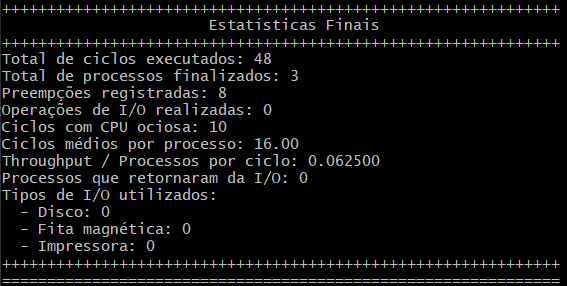 ++++++++++++++++++++++++++++++++++++++++++++++++++++++++++++++
Estatísticas Finais
++++++++++++++++++++++++++++++++++++++++++++++++++++++++++++++
Total de ciclos executados: 48
Total de processos finalizados: 3
Preempções registradas: 8
Operações de I/O realizadas: 0
Ciclos com CPU ociosa: 10
Ciclos médios por processo: 16.00
Throughput / Processos por ciclo: 0.062500
Processos que retornaram da I/O: 0
Tipos de I/O utilizados:
- Disco: 0
- Fita magnética: 0
- Impressora: 0
++++++++++++++++++++++++++++++++++++++++++++++++++++++++++++++
==============================================================